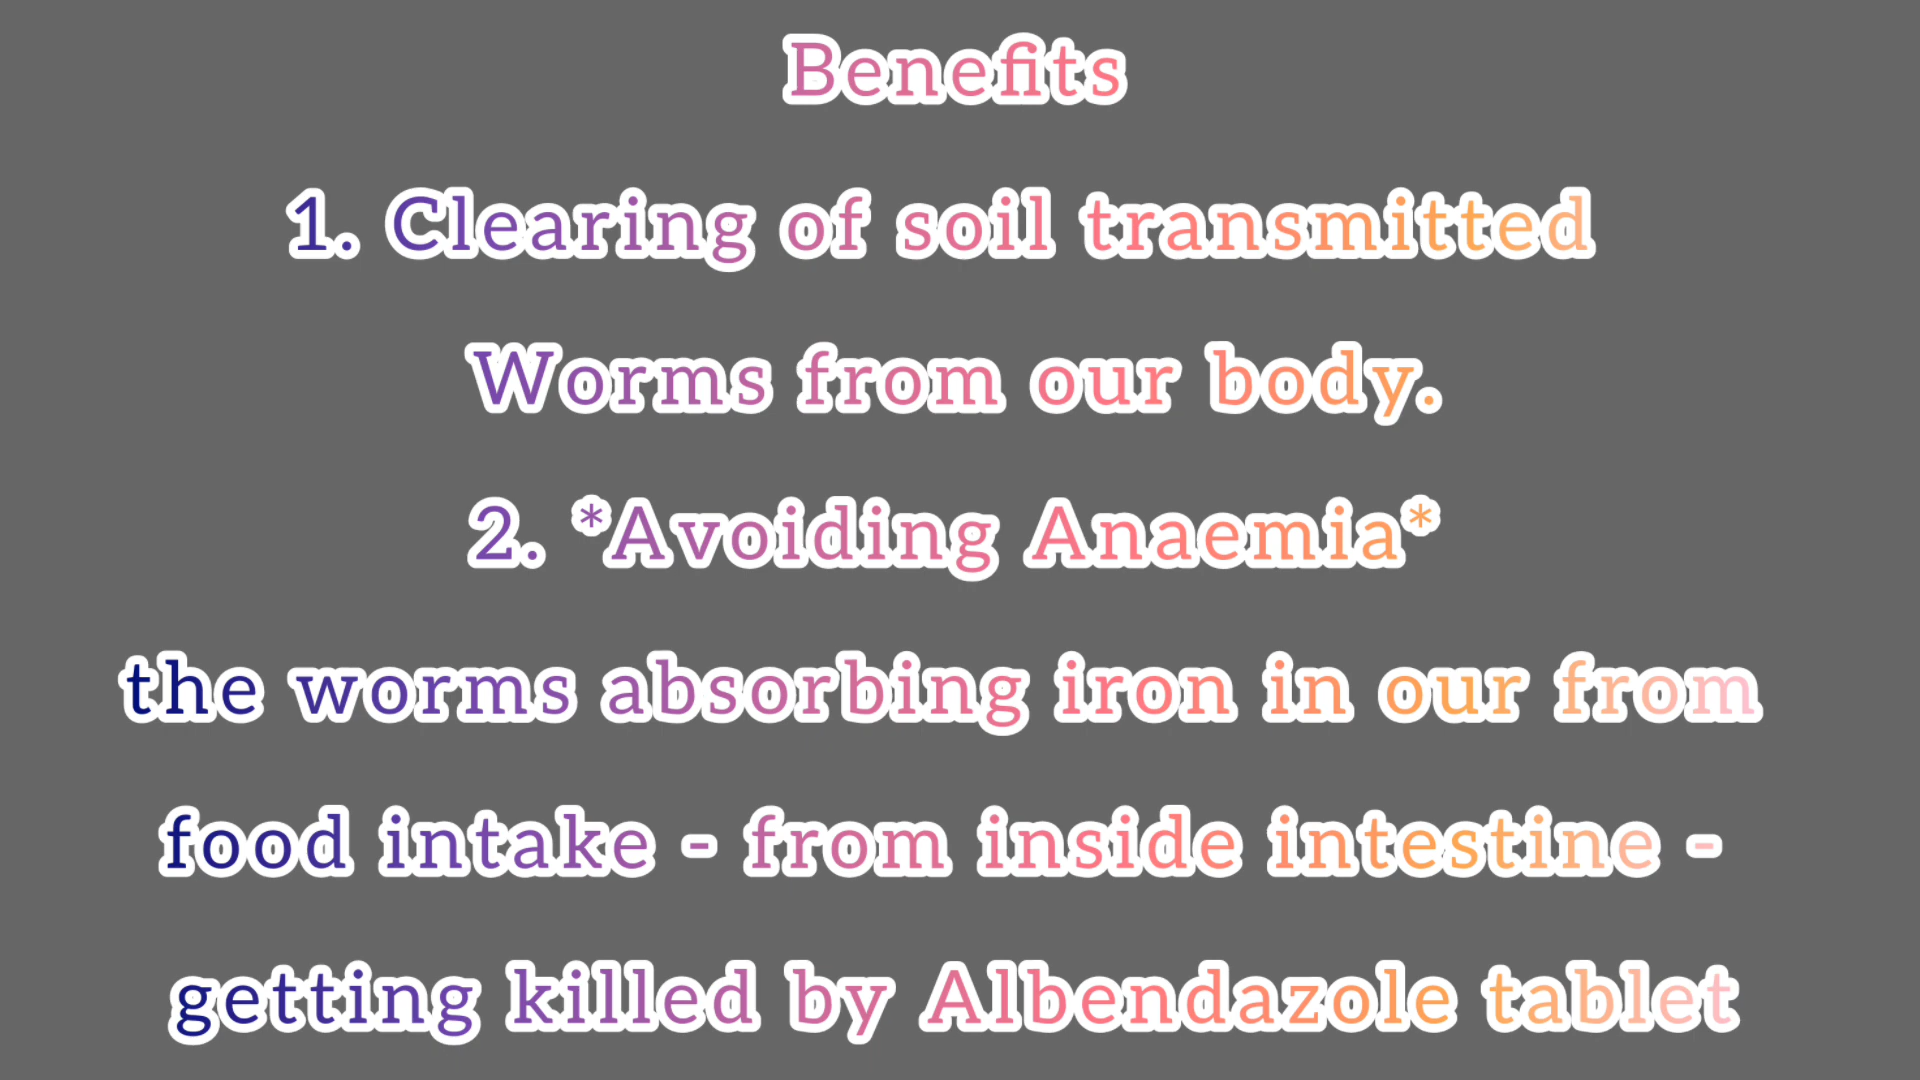 Benefits
1. Clearing of soil transmitted
Worms from our body.
2. *Avoiding Anaemia*
the worms absorbing iron in our from
food intake - from inside intestine -
getting killed by Albendazole tablet